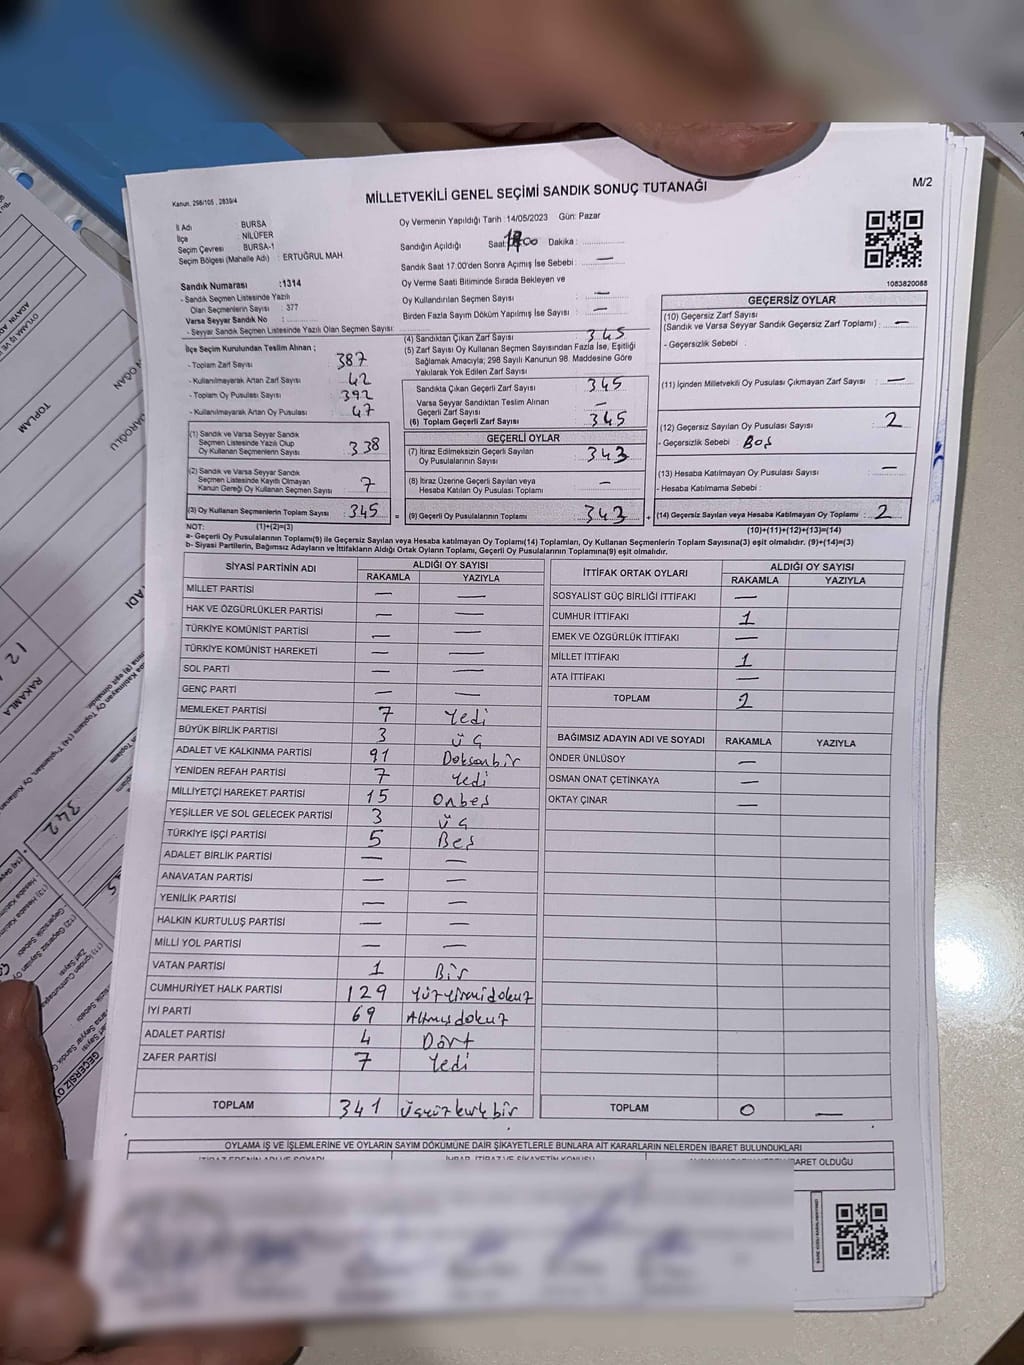 MİLLETVEKİLİ GENEL SEÇİMİ SANDIK SONUÇ TUTANAĞI
M/2
Kanun, 298/105 , 2839/4
İl Adı BURSA
İlçe NİLÜFER
Seçim Çevresi BURSA-1
Seçim Bölgesi (Mahalle Adı) : ERTUĞRUL MAH
Sandık Numarası :1314
- Sandık Seçmen Listesinde Yazılı
Olan Seçmenlerin Sayısı : 377
Varsa Seyyar Sandık No :
- Seyyar Sandık Seçmen Listesinde Yazılı Olan Seçmen Sayısı :
Oy Vermenin Yapıldığı Tarih : 14/05/2023 Gün: Pazar
Sandığın Açıldığı Saat: 00 Dakika :
Sandık Saat 17.00'den Sonra Açımış İse Sebebi : —
Oy Verme Saati Bitiminde Sırada Bekleyen ve
Oy Kullandırılan Seçmen Sayısı : —
Birden Fazla Sayım Döküm Yapılmış İse Sayısı : —
1083820088
İlçe Seçim Kurulundan Teslim Alınan ;
- Toplam Zarf Sayısı : 387
- Kullanılmayarak Artan Zarf Sayısı : 42
- Toplam Oy Pusulası Sayısı : 392
- Kullanılmayarak Artan Oy Pusulası : 47
(1) Sandık ve Varsa Seyyar Sandık
Seçmen Listesinde Yazılı Olup
Oy Kullanan Seçmenlerin Sayısı : 338
(2) Sandık ve Varsa Seyyar Sandık
Seçmen Listesinde Kayıtlı Olmayan
Kanun Gereği Oy Kullanan Seçmen Sayısı : 7
(3) Oy Kullanan Seçmenlerin Toplam Sayısı : 345 =
(4) Sandıktan Çıkan Zarf Sayısı : 345
(5) Zarf Sayısı Oy Kullanan Seçmen Sayısından Fazla İse, Eşitliği
Sağlamak Amacıyla; 298 Sayılı Kanunun 98. Maddesine Göre
Yakılarak Yok Edilen Zarf Sayısı :
Sandıkta Çıkan Geçerli Zarf Sayısı : 345
Varsa Seyyar Sandıktan Teslim Alınan
Geçerli Zarf Sayısı : —
(6) Toplam Geçerli Zarf Sayısı : 345
GEÇERLİ OYLAR
(7) İtiraz Edilmeksizin Geçerli Sayılan
Oy Pusulalarının Sayısı : 343
(8) İtiraz Üzerine Geçerli Sayılan veya
Hesaba Katılan Oy Pusulası Toplamı : —
(9) Geçerli Oy Pusulalarının Toplamı : 343 +
GEÇERSİZ OYLAR
(10) Geçersiz Zarf Sayısı
(Sandık ve Varsa Seyyar Sandık Geçersiz Zarf Toplamı) : —
- Geçersizlik Sebebi :
(11) İçinden Milletvekili Oy Pusulası Çıkmayan Zarf Sayısı : —
(12) Geçersiz Sayılan Oy Pusulası Sayısı : 2
- Geçersizlik Sebebi : Boş
(13) Hesaba Katılmayan Oy Pusulası Sayısı : —
- Hesaba Katılmama Sebebi :
(14) Geçersiz Sayılan veya Hesaba Katılmayan Oy Toplamı : 2
NOT: (1)+(2)=(3)
(10)+(11)+(12)+(13)=(14)
a- Geçerli Oy Pusulalarının Toplamı(9) ile Geçersiz Sayılan veya Hesaba katılmayan Oy Toplamı(14) Toplamları, Oy Kullanan Seçmenlerin Toplam Sayısına(3) eşit olmalıdır. (9)+(14)=(3)
b- Siyasi Partilerin, Bağımsız Adayların ve İttifakların Aldığı Ortak Oyların Toplamı, Geçerli Oy Pusulalarının Toplamına(9) eşit olmalıdır.
SİYASİ PARTİNİN ADI ALDIĞI OY SAYISI
RAKAMLA YAZIYLA
MİLLET PARTİSİ — —
HAK VE ÖZGÜRLÜKLER PARTİSİ — —
TÜRKİYE KOMÜNİST PARTİSİ — —
TÜRKİYE KOMÜNİST HAREKETİ — —
SOL PARTİ — —
GENÇ PARTİ — —
MEMLEKET PARTİSİ 7 Yedi
BÜYÜK BİRLİK PARTİSİ 3 Üç
ADALET VE KALKINMA PARTİSİ 91 Doksanbir
YENİDEN REFAH PARTİSİ 7 Yedi
MİLLİYETÇİ HAREKET PARTİSİ 15 Onbeş
YEŞİLLER VE SOL GELECEK PARTİSİ 3 Üç
TÜRKİYE İŞÇİ PARTİSİ 5 Beş
ADALET BİRLİK PARTİSİ — —
ANAVATAN PARTİSİ — —
YENİLİK PARTİSİ — —
HALKIN KURTULUŞ PARTİSİ — —
MİLLİ YOL PARTİSİ — —
VATAN PARTİSİ 1 Bir
CUMHURİYET HALK PARTİSİ 129 Yüzyirmidokuz
İYİ PARTİ 69 Altmışdokuz
ADALET PARTİSİ 4 Dört
ZAFER PARTİSİ 7 Yedi
TOPLAM 341 Üçyüzkırkbir
İTTİFAK ORTAK OYLARI ALDIĞI OY SAYISI
RAKAMLA YAZIYLA
SOSYALİST GÜÇ BİRLİĞİ İTTİFAKI —
CUMHUR İTTİFAKI 1
EMEK VE ÖZGÜRLÜK İTTİFAKI —
MİLLET İTTİFAKI 1
ATA İTTİFAKI —
TOPLAM 2
BAĞIMSIZ ADAYIN ADI VE SOYADI RAKAMLA YAZIYLA
ÖNDER ÜNLÜSOY —
OSMAN ONAT ÇETİNKAYA —
OKTAY ÇINAR —
TOPLAM 0 —
OYLAMA İŞ VE İŞLEMLERİNE VE OYLARIN SAYIM DÖKÜMÜNE DAİR ŞİKAYETLERLE BUNLARA AİT KARARLARIN NELERDEN İBARET BULUNDUKLARI
BARET OLDUĞU
TOPLAM
RAKAMLA
342